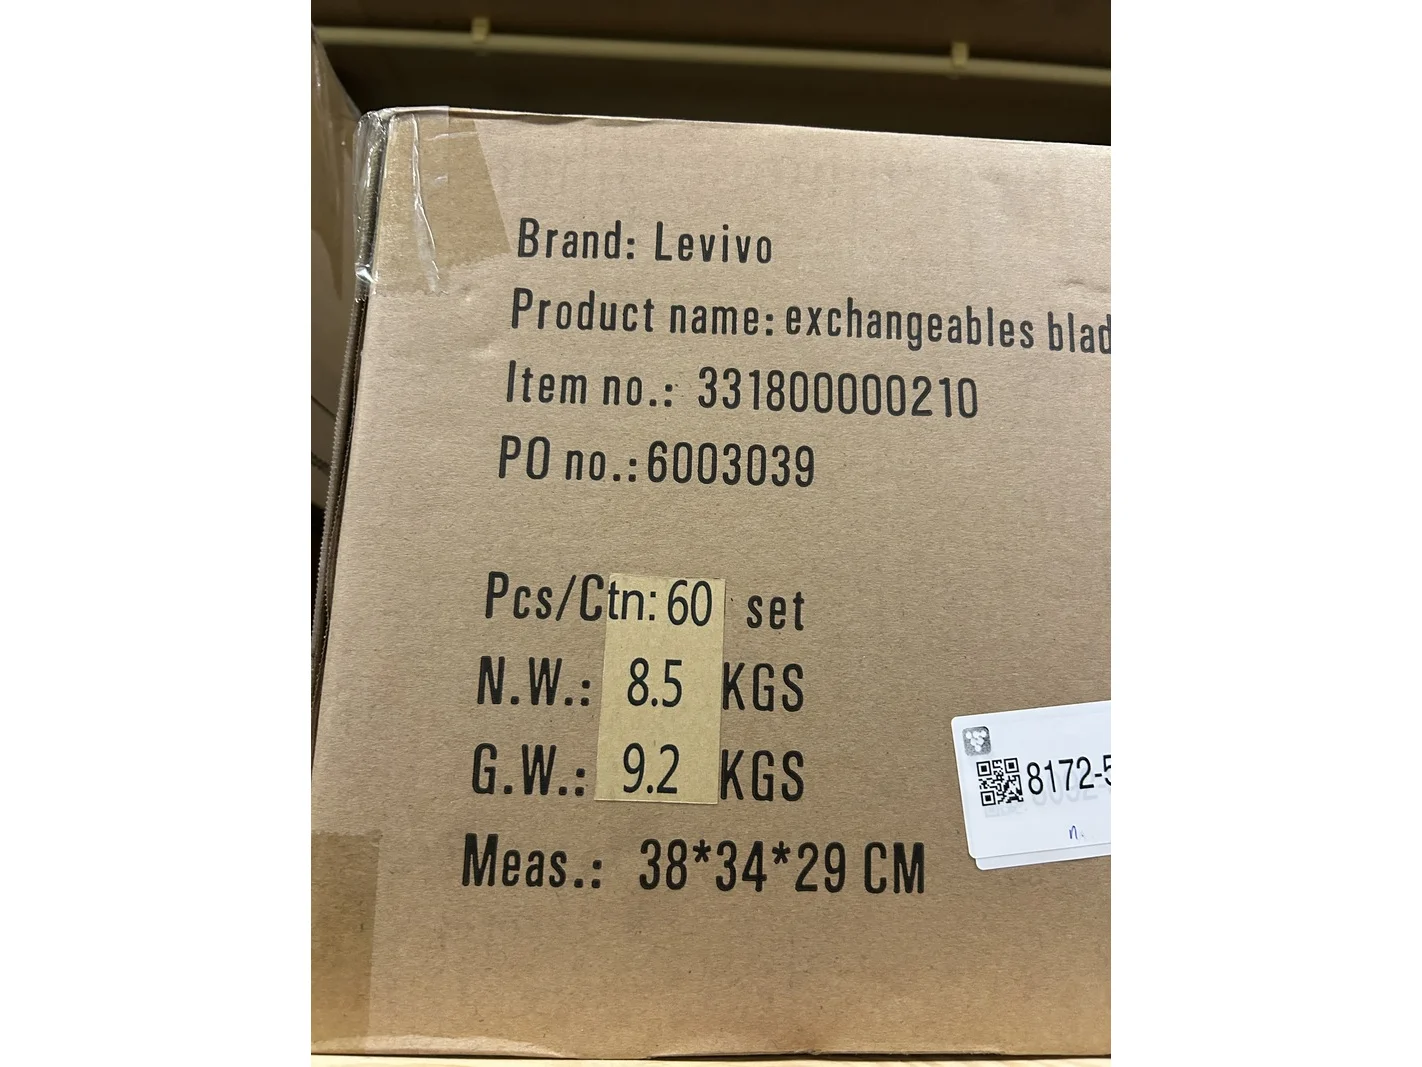 Brand: Levivo
Product name: exchangeables blad
Item no.: 331800000210
PO no.: 6003039
Pcs/Ctn: 60 set
N.W.: 8.5 KGS
G.W.: 9.2 KGS
Meas.: 38*34*29 CM
8172-5
n.